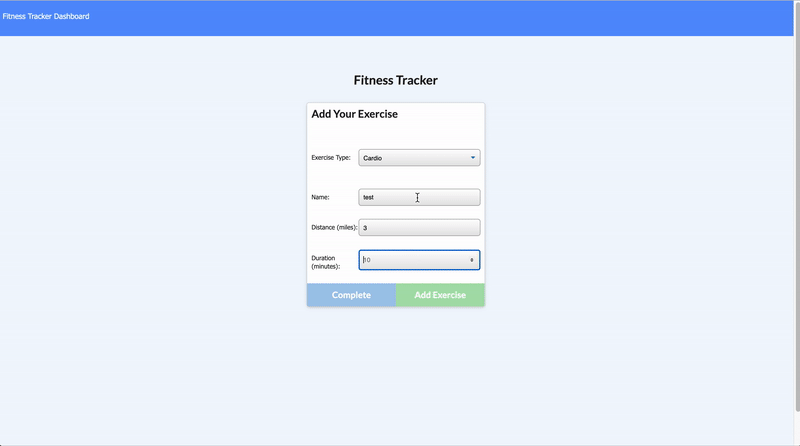 Fitness Tracker Dashboard
Fitness Tracker
Add Your Exercise
Exercise Type: Cardio
Name: test
Distance (miles): 3
Duration (minutes): 10
Complete Add Exercise